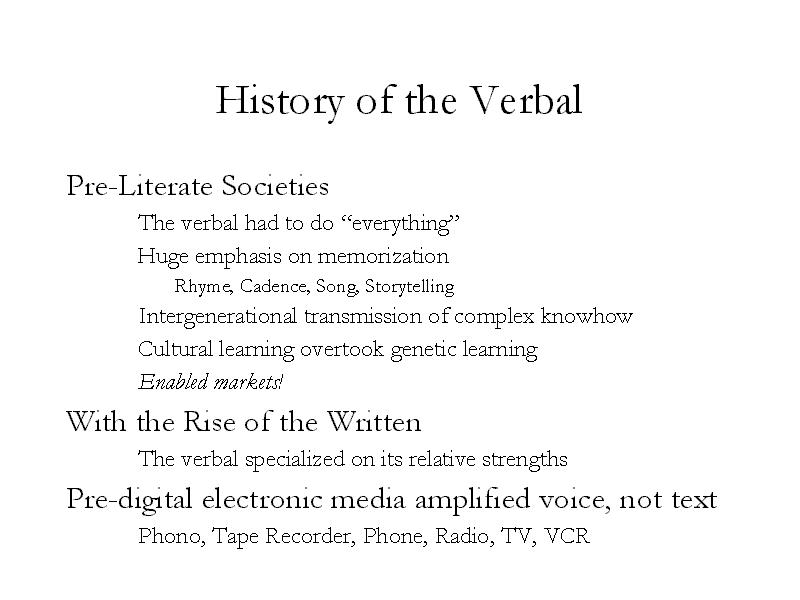 History of the Verbal
Pre-Literate Societies
The verbal had to do “everything”
Huge emphasis on memorization
Rhyme, Cadence, Song, Storytelling
Intergenerational transmission of complex knowhow
Cultural learning overtook genetic learning
Enabled markets!
With the Rise of the Written
The verbal specialized on its relative strengths
Pre-digital electronic media amplified voice, not text
Phono, Tape Recorder, Phone, Radio, TV, VCR